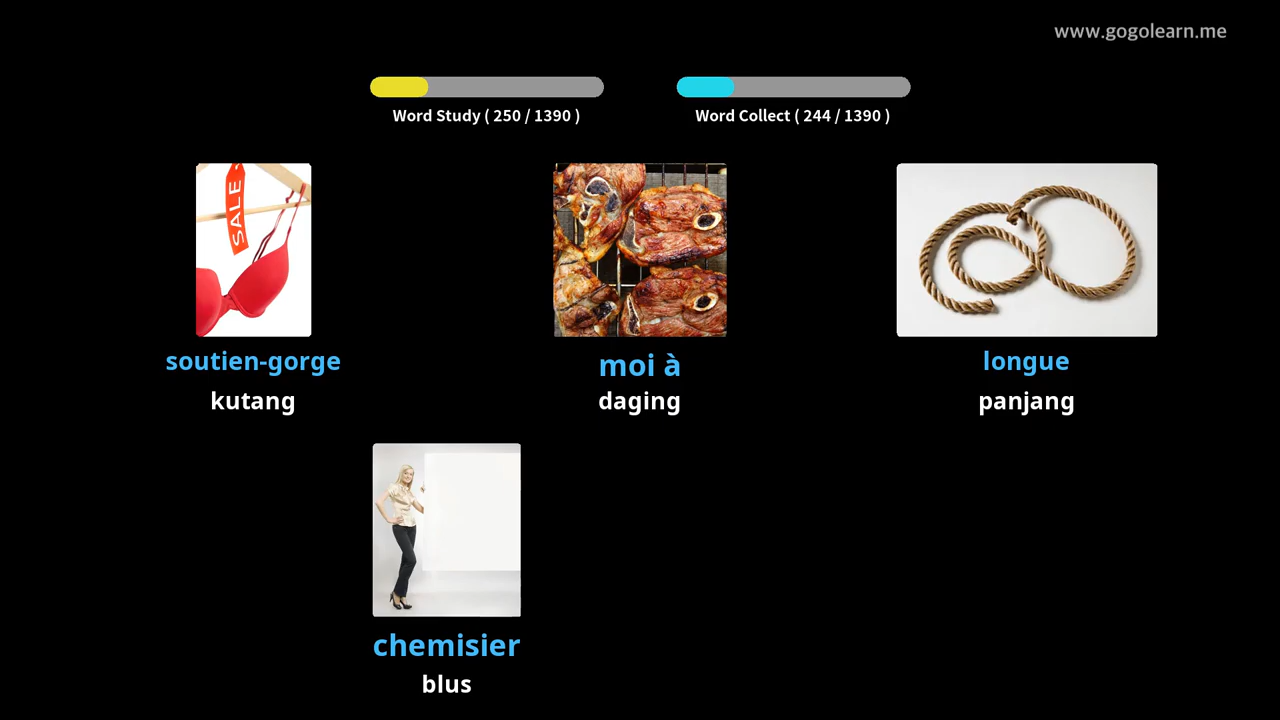 www.gogolearn.me
Word Study ( 250 / 1390 )
Word Collect ( 244 / 1390 )
SALE
soutien-gorge
kutang
moi à
daging
longue
panjang
chemisier
blus